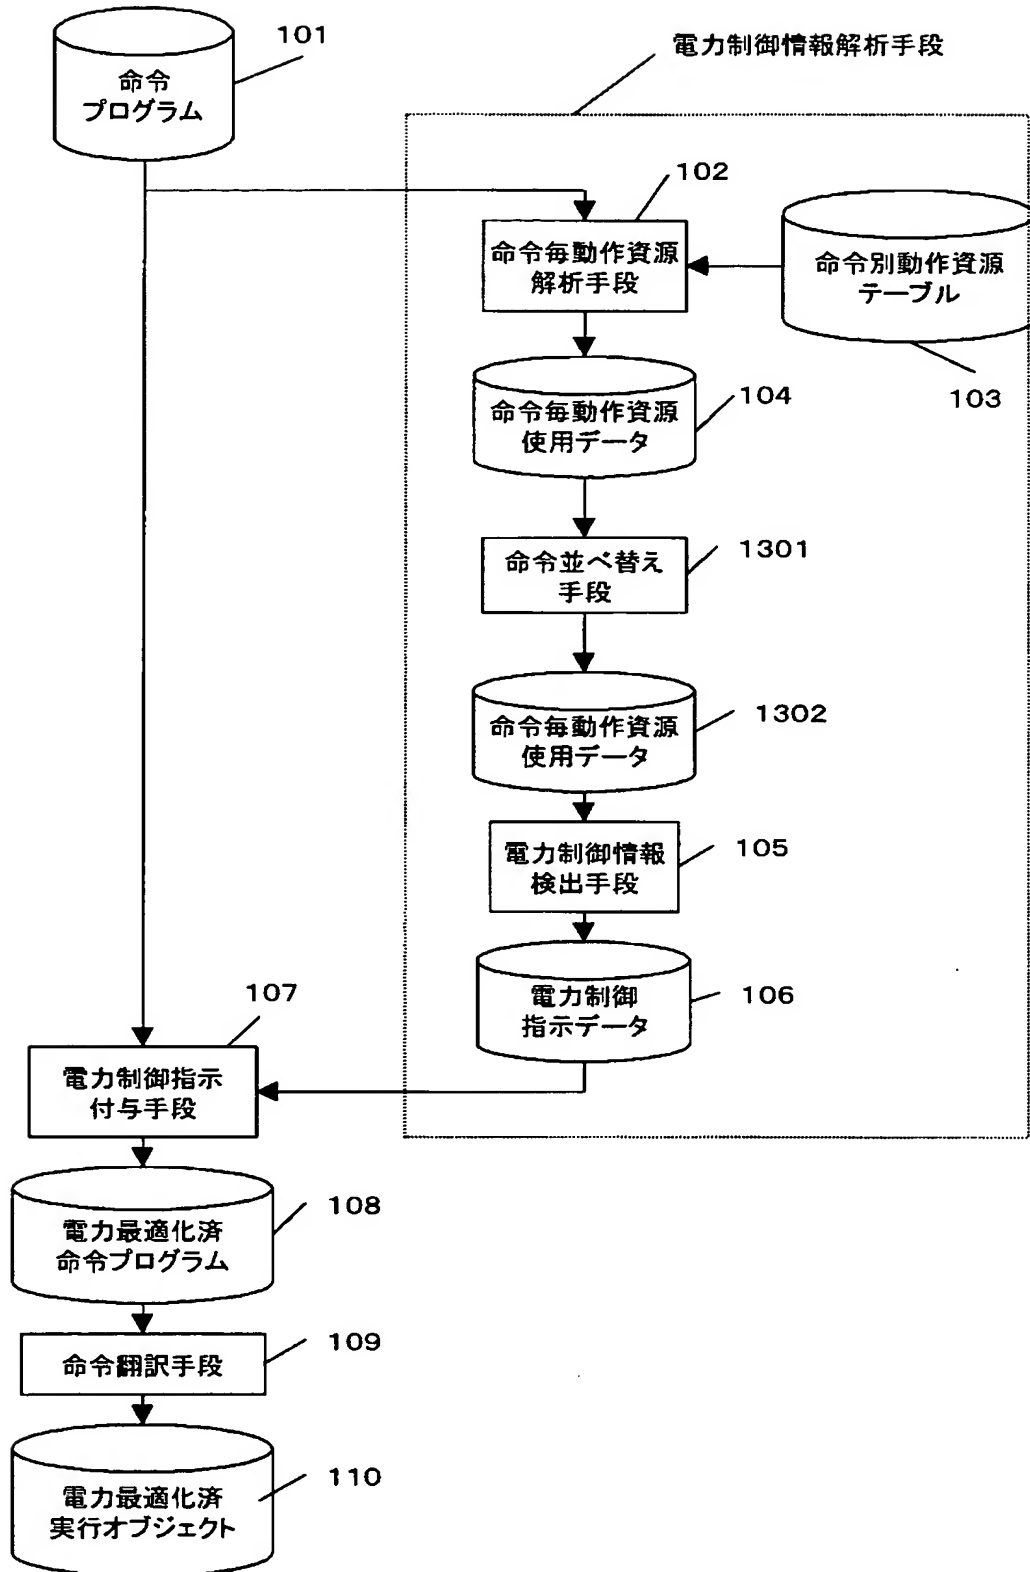 101
命令
プログラム
電力制御情報解析手段
102
命令毎動作資源
解析手段
命令別動作資源
テーブル
103
命令毎動作資源
使用データ
104
命令並べ替え
手段
1301
命令毎動作資源
使用データ
1302
電力制御情報
検出手段
105
電力制御
指示データ
106
107
電力制御指示
付与手段
電力最適化済
命令プログラム
108
命令翻訳手段
109
電力最適化済
実行オブジェクト
110